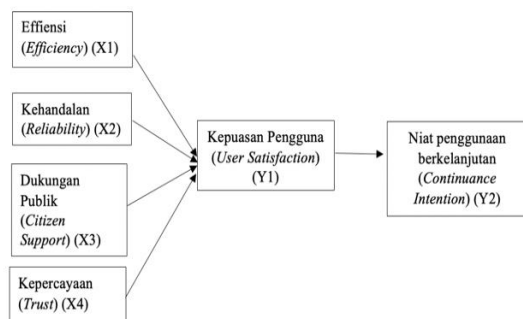 Effiensi
(Efficiency) (X1)
Kehandalan
(Reliability) (X2)
Dukungan
Publik
(Citizen
Support) (X3)
Kepercayaan
(Trust) (X4)
Kepuasan Pengguna
(User Satisfaction)
(Y1)
Niat penggunaan
berkelanjutan
(Continuance
Intention) (Y2)